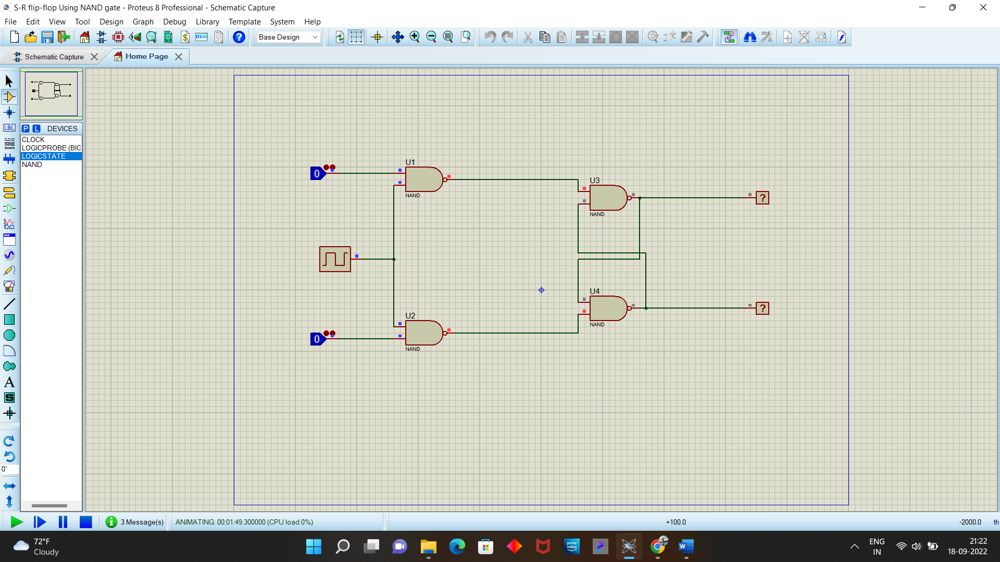 S-R flip-flop Using NAND gate - Proteus 8 Professional - Schematic Capture
File Edit View Tool Design Graph Debug Library Template System Help
Base Design
Schematic Capture
Home Page
P L DEVICES
CLOCK
LOGICPROBE (BIG
LOGICSTATE
NAND
LBL
A
S
0°
0
U1
NAND
U3
NAND
?
U4
NAND
?
U2
NAND
0
3 Message(s)
ANIMATING: 00:01:49.300000 (CPU load 0%)
+100.0
-2000.0
th
72°F
Cloudy
prime video
ENG
IN
21:22
18-09-2022